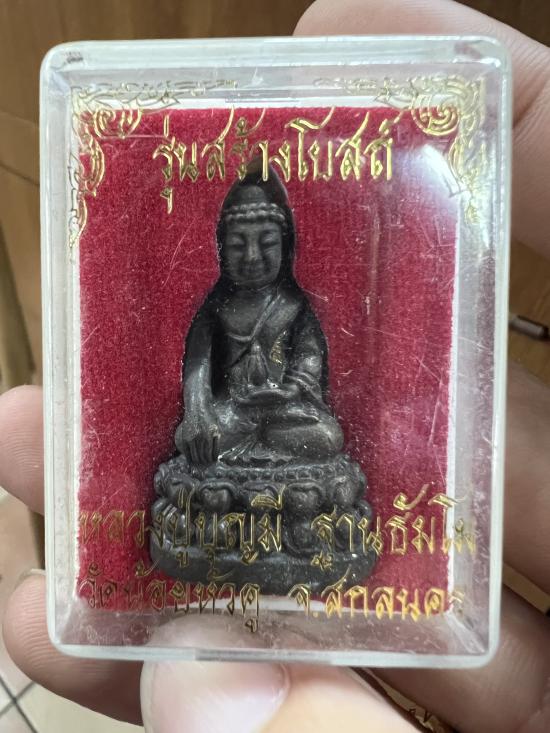 รุ่นสร้างโบสถ์
หลวงปู่บุญมี ฐานธัมโม
วัดน้อยหัวคู จ.สกลนคร